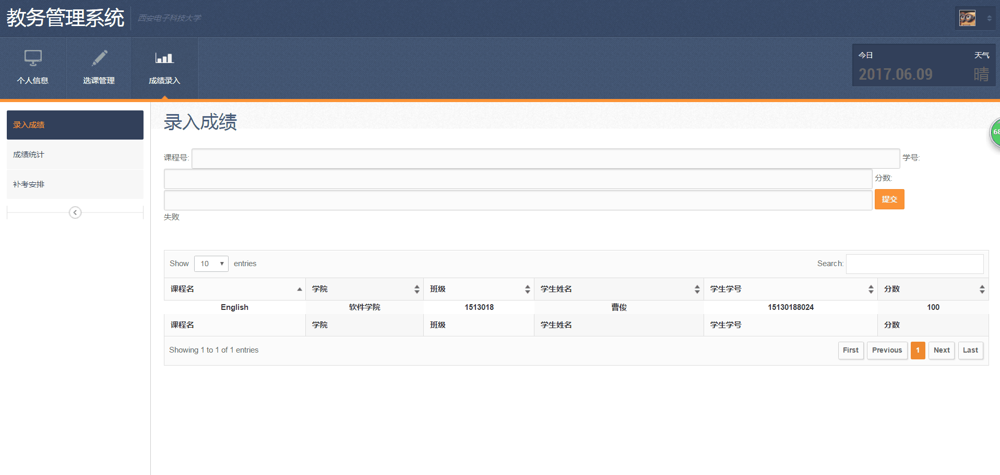 教务管理系统 西安电子科技大学
个人信息 选课管理 成绩录入
今日 天气
2017.06.09 晴
录入成绩
成绩统计
补考安排
录入成绩
68
课程号: 学号:
分数:
提交
失败
Show 10 entries Search:
课程名 学院 班级 学生姓名 学生学号 分数
English 软件学院 1513018 曹俊 15130188024 100
课程名 学院 班级 学生姓名 学生学号 分数
Showing 1 to 1 of 1 entries First Previous 1 Next Last